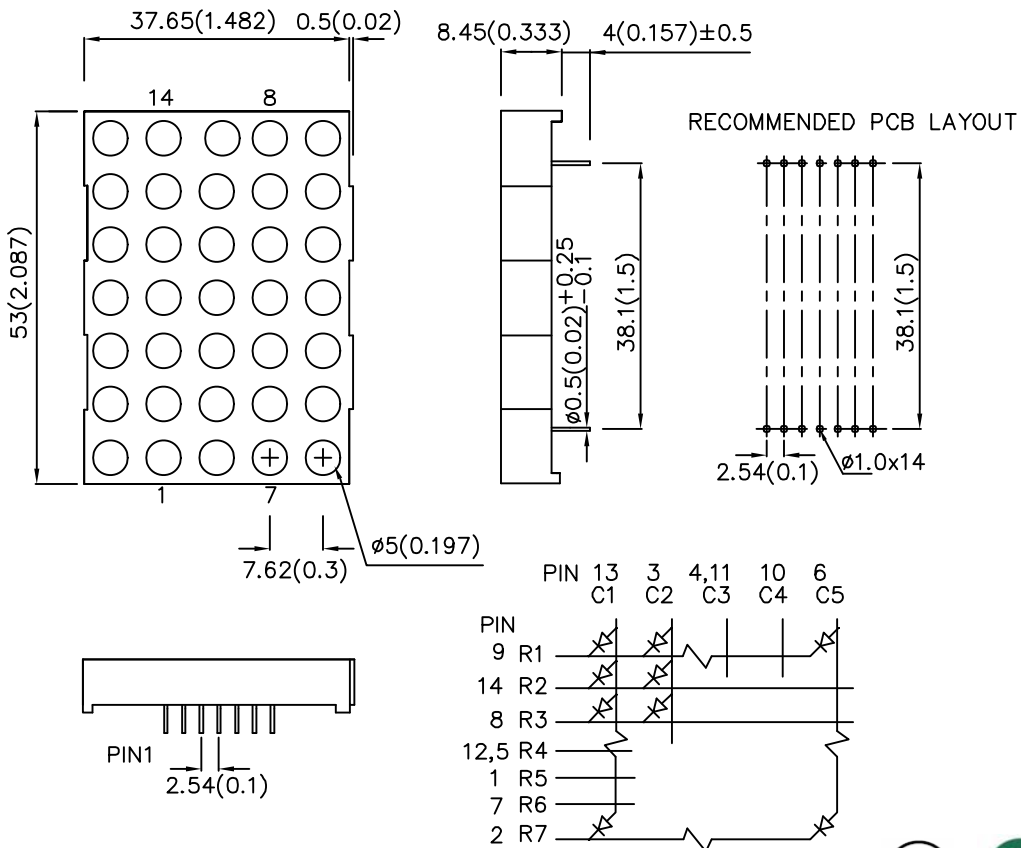 37.65(1.482) 0.5(0.02)
8.45(0.333) 4(0.157)±0.5
14 8
RECOMMENDED PCB LAYOUT
53(2.087)
ø0.5(0.02)+0.25
−0.1
38.1(1.5)
38.1(1.5)
2.54(0.1)
ø1.0x14
1 7
ø5(0.197)
7.62(0.3)
PIN 13 3 4,11 10 6
C1 C2 C3 C4 C5
PIN
9 R1
14 R2
8 R3
12,5 R4
1 R5
7 R6
2 R7
PIN1
2.54(0.1)